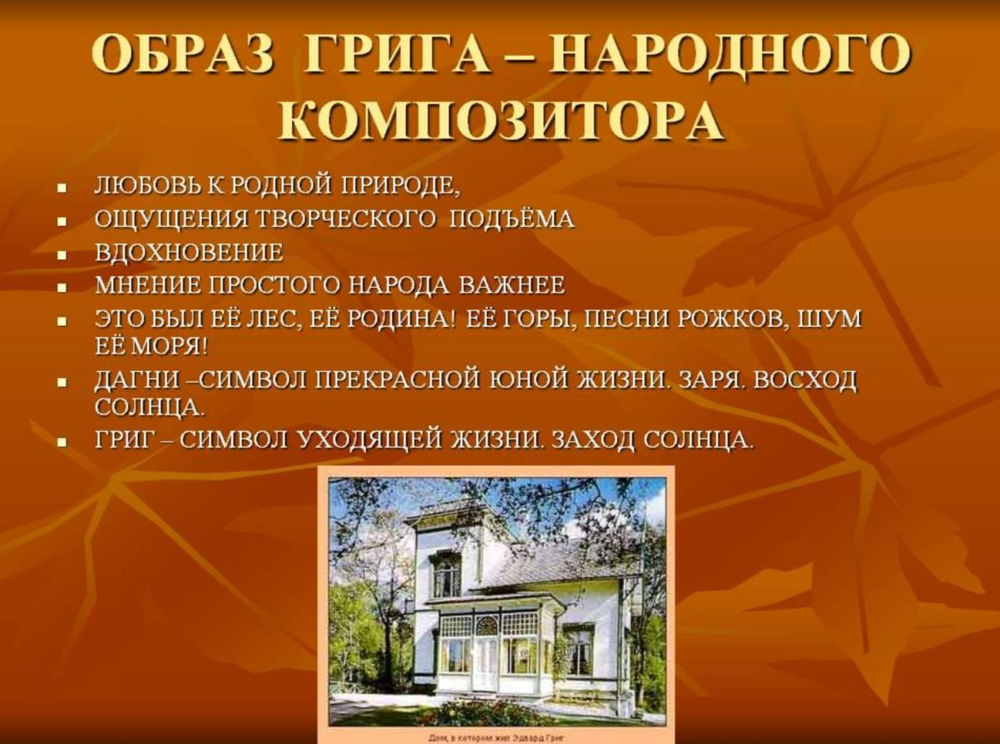 ОБРАЗ ГРИГА – НАРОДНОГО
КОМПОЗИТОРА
ЛЮБОВЬ К РОДНОЙ ПРИРОДЕ,
ОЩУЩЕНИЯ ТВОРЧЕСКОГО ПОДЪЁМА
ВДОХНОВЕНИЕ
МНЕНИЕ ПРОСТОГО НАРОДА ВАЖНЕЕ
ЭТО БЫЛ ЕЁ ЛЕС, ЕЁ РОДИНА! ЕЁ ГОРЫ, ПЕСНИ РОЖКОВ, ШУМ
ЕЁ МОРЯ!
ДАГНИ –СИМВОЛ ПРЕКРАСНОЙ ЮНОЙ ЖИЗНИ. ЗАРЯ. ВОСХОД
СОЛНЦА.
ГРИГ – СИМВОЛ УХОДЯЩЕЙ ЖИЗНИ. ЗАХОД СОЛНЦА.
Дом, в котором жил Эдвард Григ.